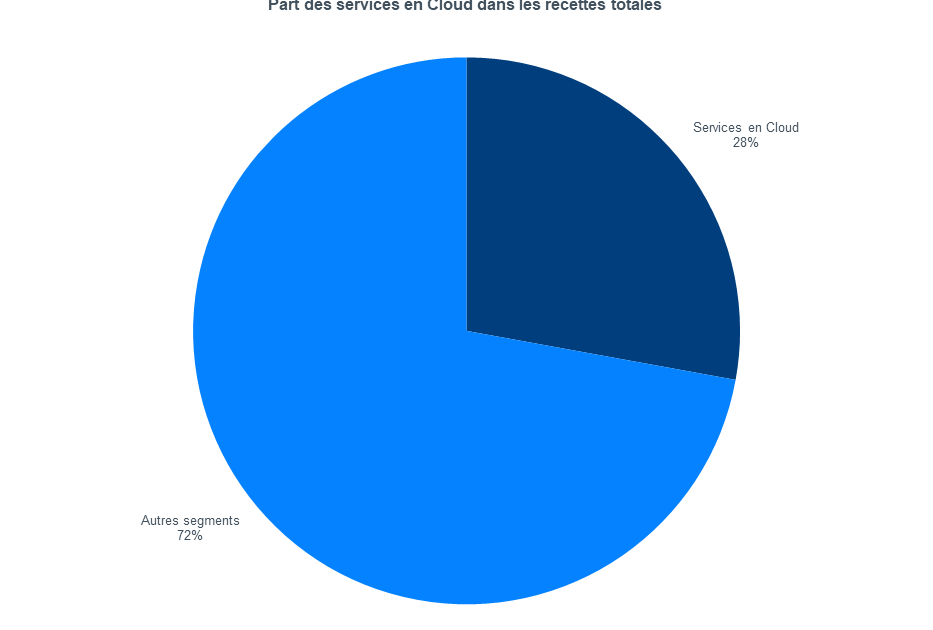 Part des services en Cloud dans les recettes totales
Services en Cloud
28%
Autres segments
72%